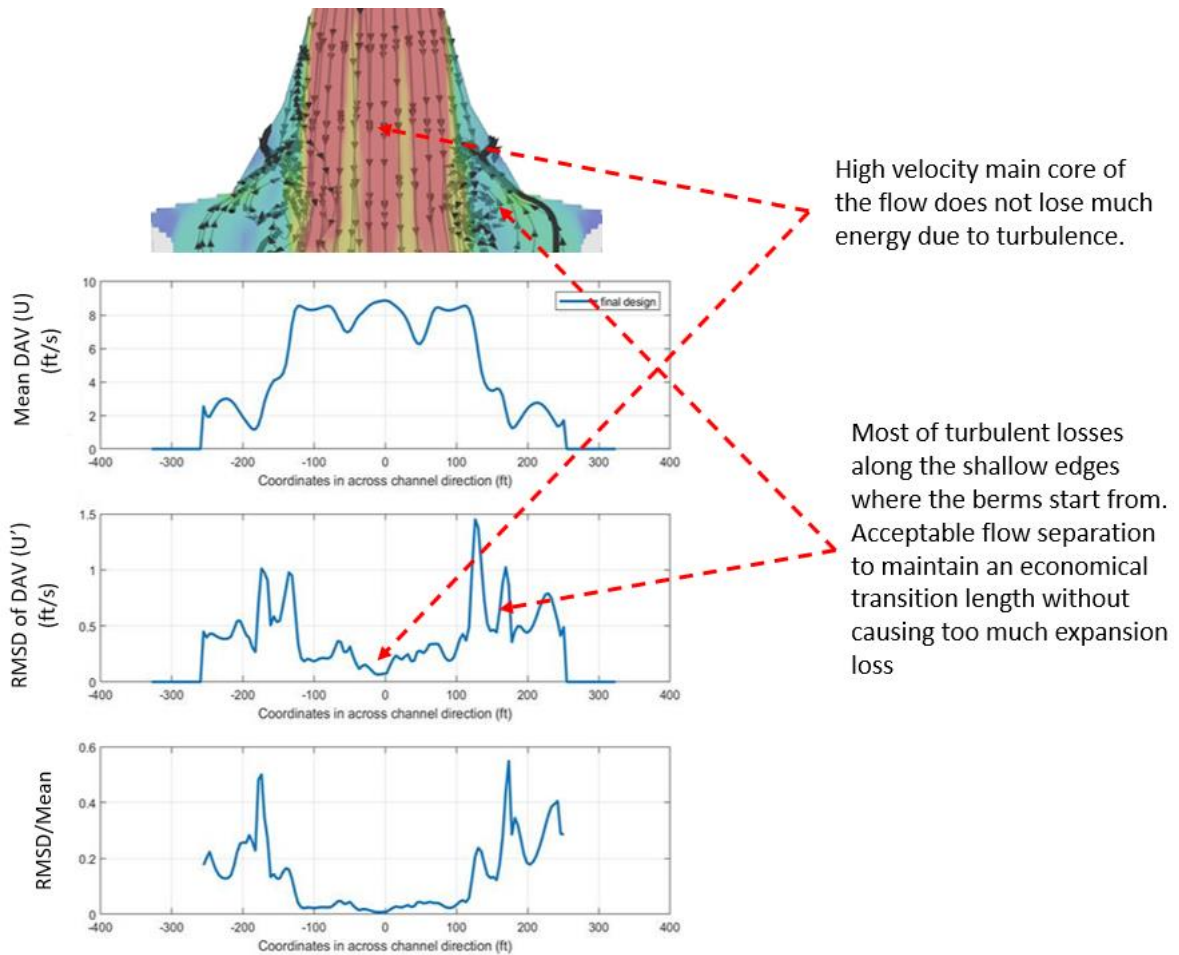 High velocity main core of
the flow does not lose much
energy due to turbulence.
Mean DAV (U)
(ft/s)
10
8
6
4
2
0
final design
-400 -300 -200 -100 0 100 200 300 400
Coordinates in across channel direction (ft)
Most of turbulent losses
along the shallow edges
where the berms start from.
Acceptable flow separation
to maintain an economical
transition length without
causing too much expansion
loss
RMSD of DAV (U')
(ft/s)
1.5
1
0.5
0
-400 -300 -200 -100 0 100 200 300 400
Coordinates in across channel direction (ft)
RMSD/Mean
0.6
0.4
0.2
0
-400 -300 -200 -100 0 100 200 300 400
Coordinates in across channel direction (ft)